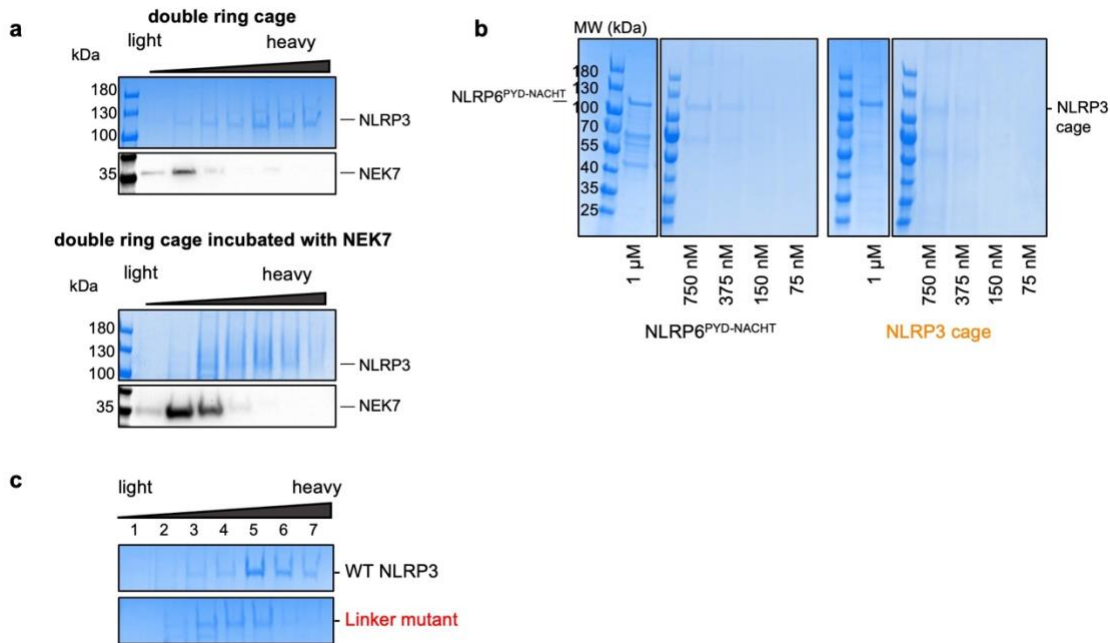 a
double ring cage
light heavy
kDa
180
130
100
NLRP3
35
NEK7
double ring cage incubated with NEK7
light heavy
kDa
180
130
100
NLRP3
35
NEK7
b
MW (kDa)
NLRP6PYD-NACHT
180
130
100
70
55
40
35
25
NLRP3
cage
1 µM
750 nM
375 nM
150 nM
75 nM
1 µM
750 nM
375 nM
150 nM
75 nM
NLRP6PYD-NACHT
NLRP3 cage
c
light heavy
1 2 3 4 5 6 7
WT NLRP3
Linker mutant